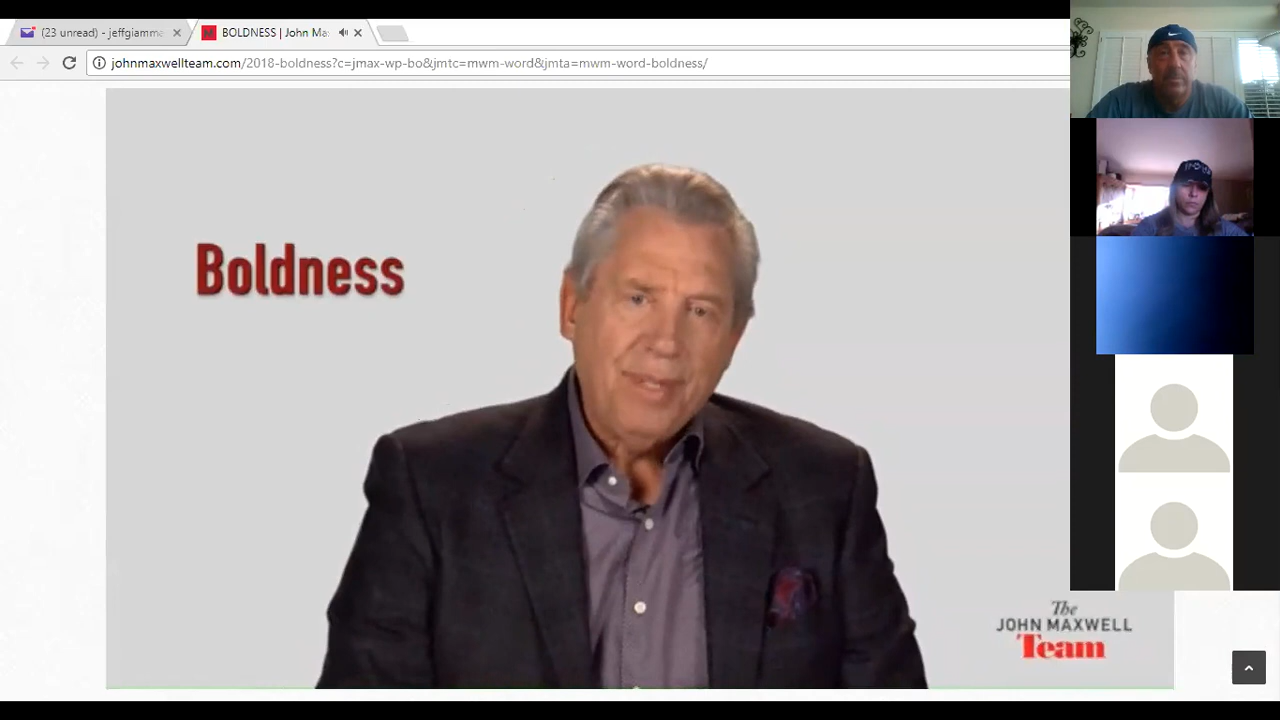 (23 unread) - jeffgiamma
BOLDNESS | John Ma
johnmaxwellteam.com/2018-boldness?c=jmax-wp-bo&jmtc=mwm-word&jmta=mwm-word-boldness/
Boldness
The
JOHN MAXWELL
Team